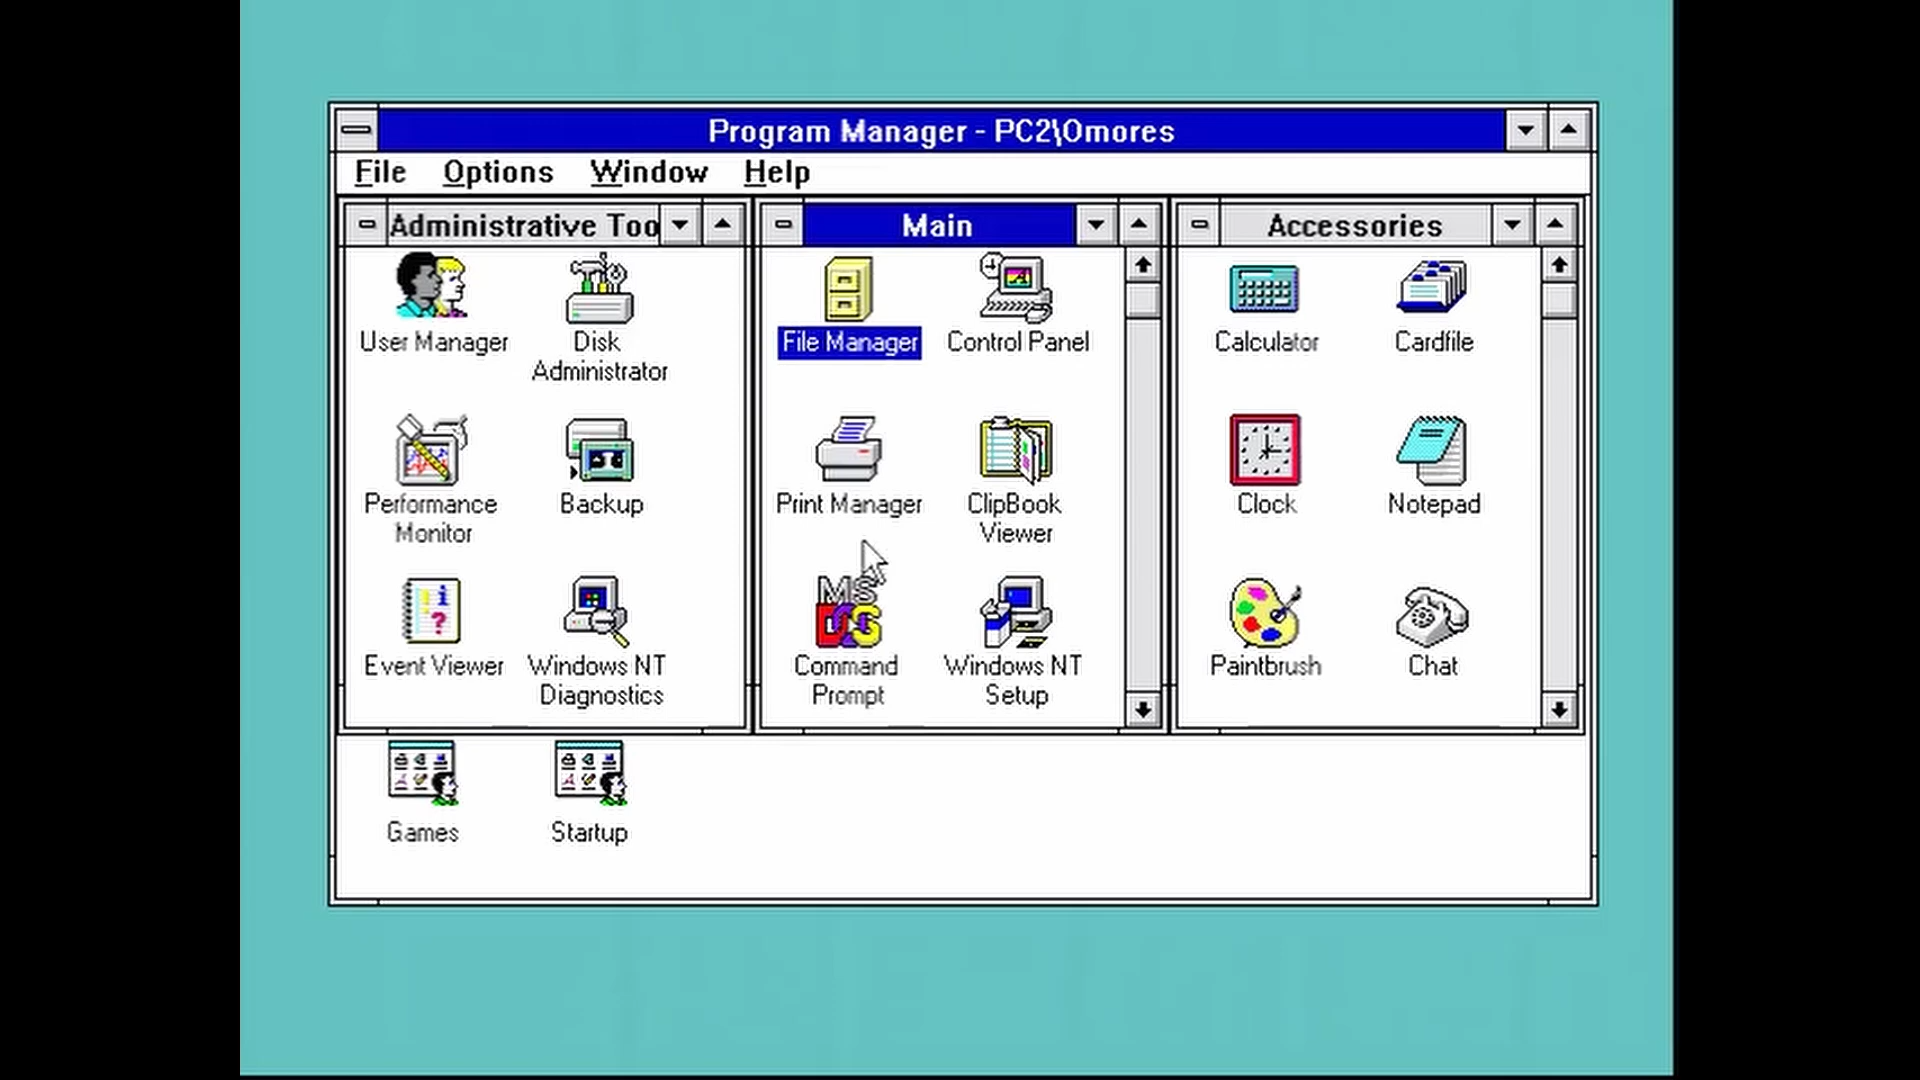 Program Manager - PC2\Omores
File Options Window Help
Administrative Too
Main
Accessories
User Manager
Disk
Administrator
Performance
Monitor
Backup
Event Viewer
Windows NT
Diagnostics
File Manager
Control Panel
Print Manager
ClipBook
Viewer
MS
DOS
Command
Prompt
Windows NT
Setup
Calculator
Cardfile
Clock
Notepad
Paintbrush
Chat
Games
Startup